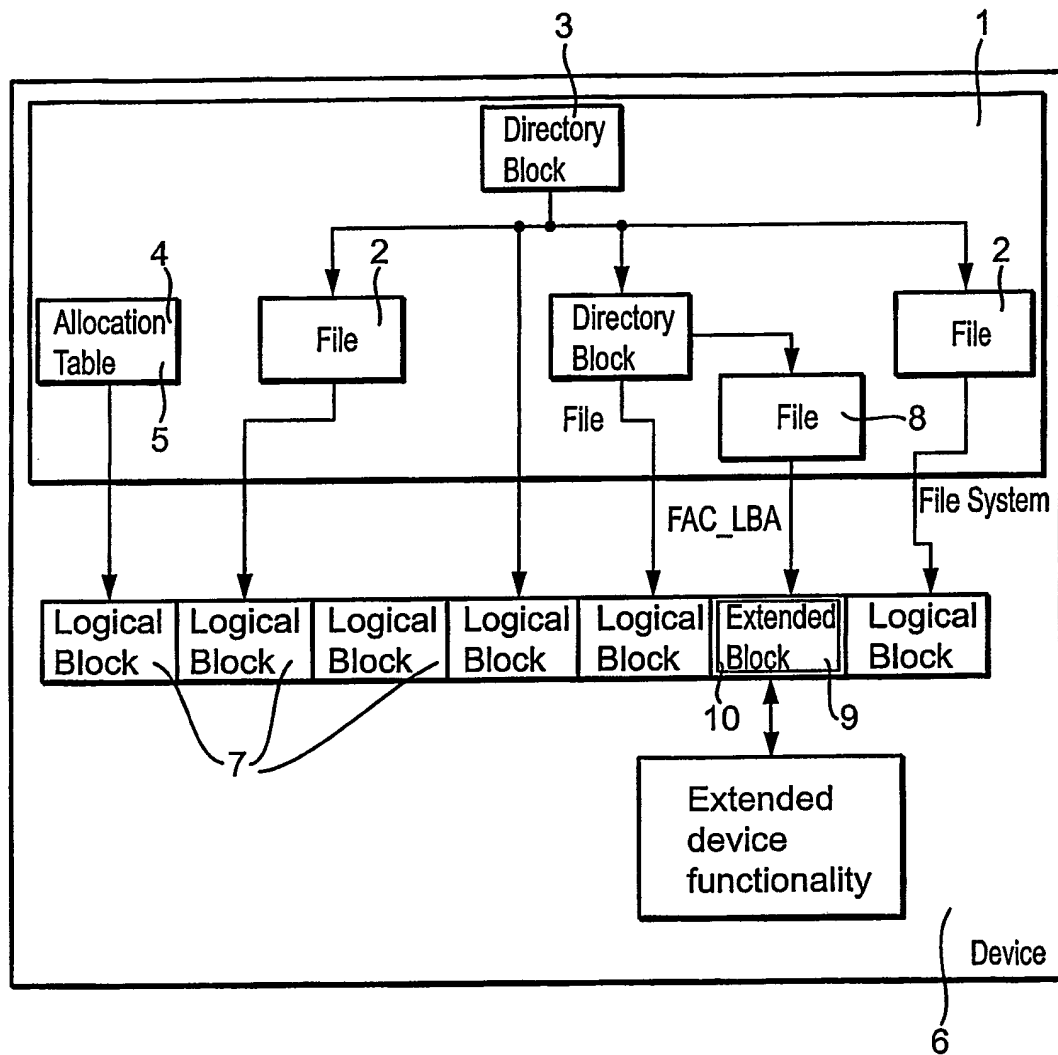 3
1
Directory
Block
4
2
2
Allocation
Table
File
Directory
Block
File
5
File
File
8
FAC_LBA
File System
Logical
Block
Logical
Block
Logical
Block
Logical
Block
Logical
Block
Extended
Block
Logical
Block
10
9
7
Extended
device
functionality
Device
6